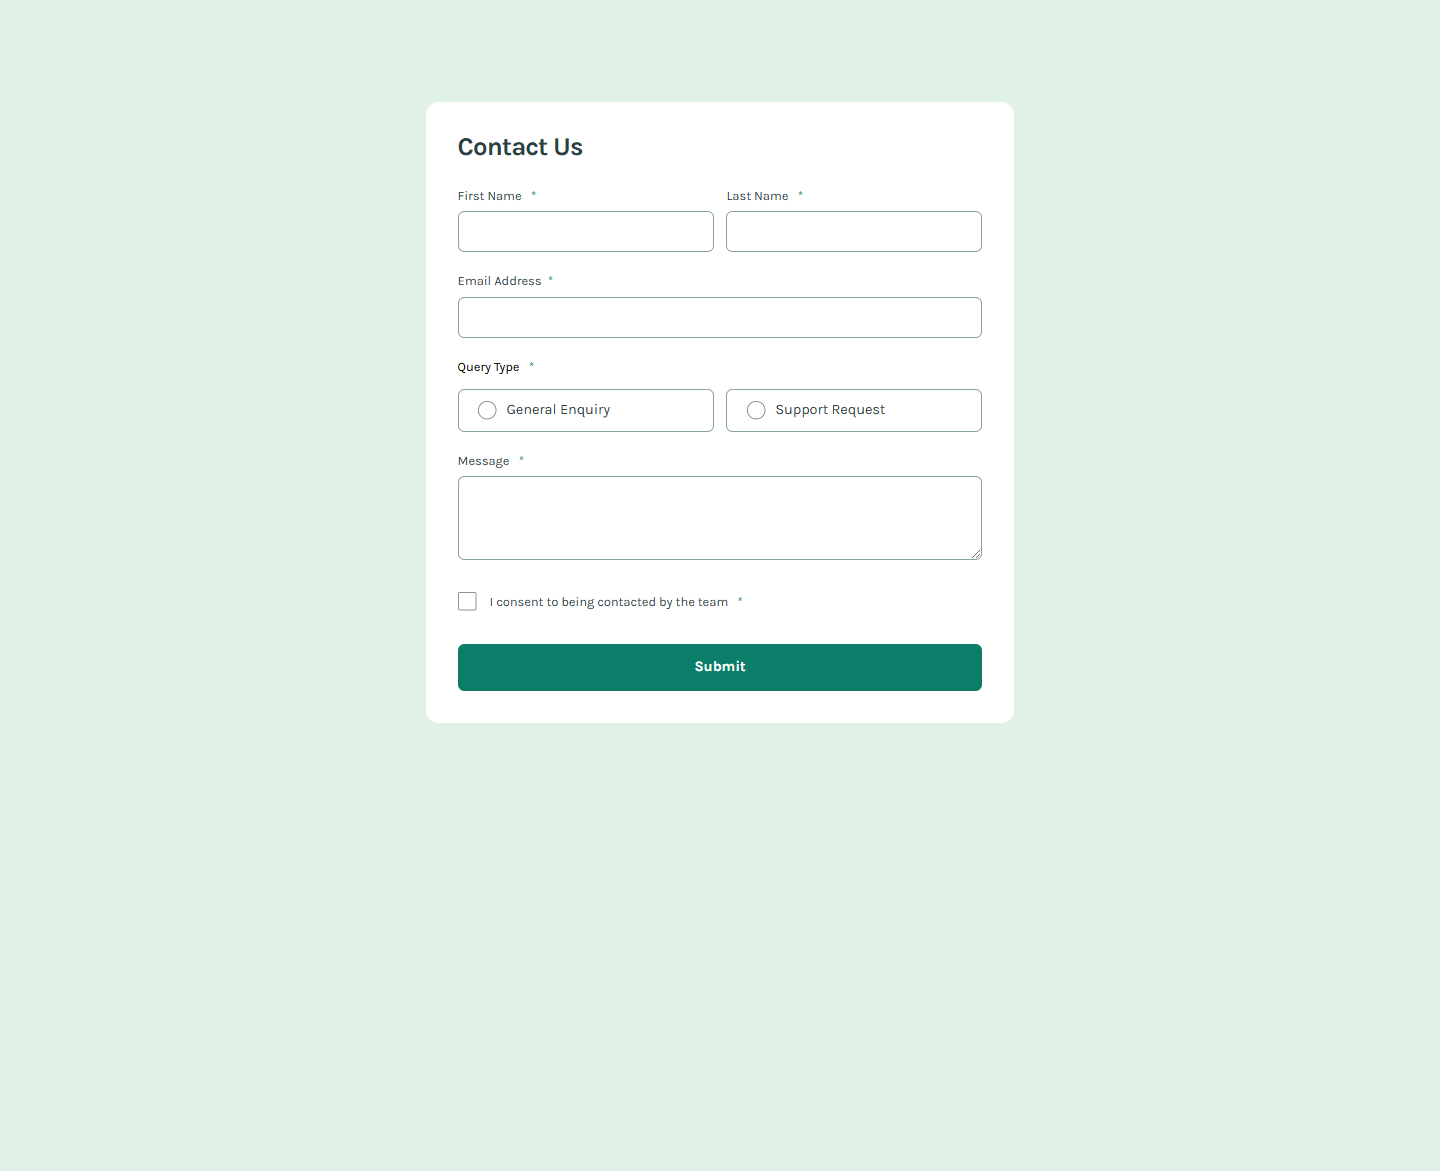 Contact Us
First Name *
Last Name *
Email Address *
Query Type *
General Enquiry
Support Request
Message *
I consent to being contacted by the team *
Submit